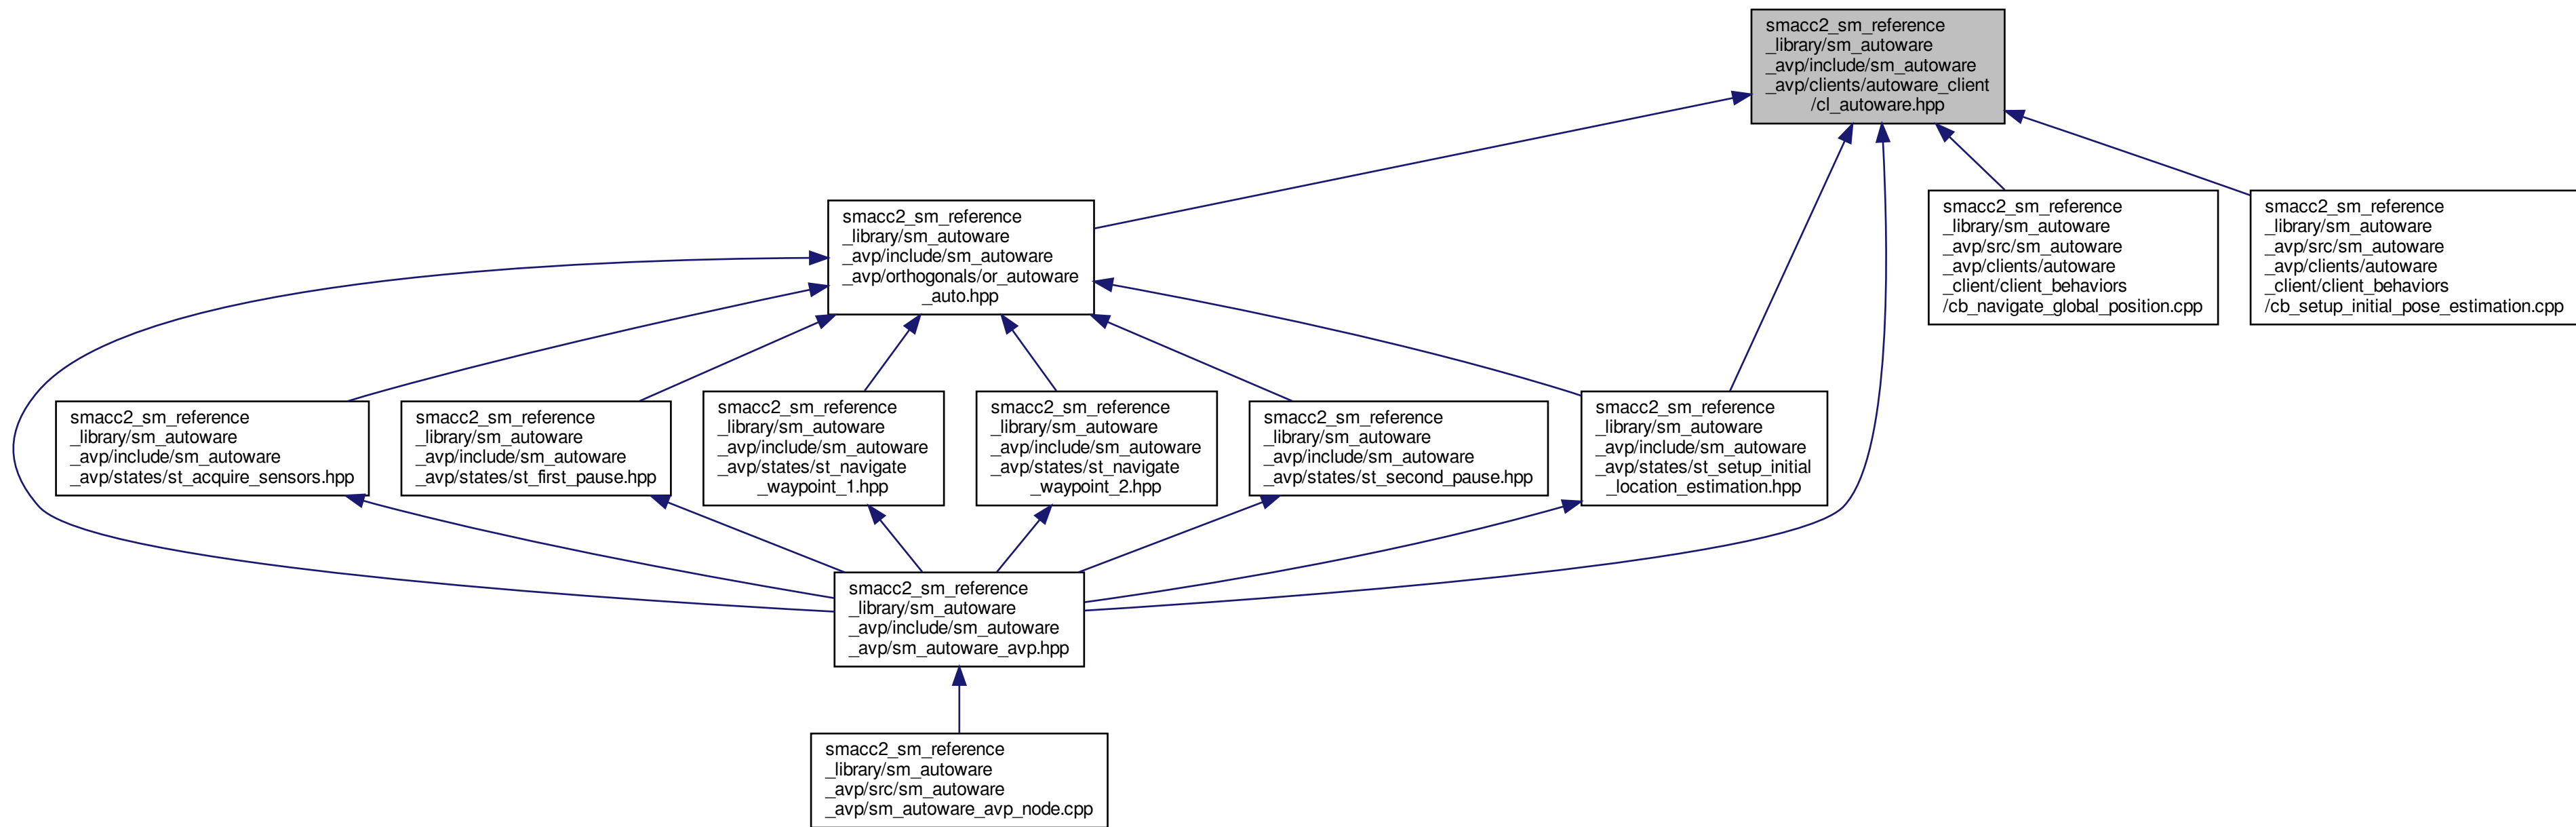 smacc2_sm_reference
_library/sm_autoware
_avp/include/sm_autoware
_avp/clients/autoware_client
/cl_autoware.hpp
smacc2_sm_reference
_library/sm_autoware
_avp/include/sm_autoware
_avp/orthogonals/or_autoware
_auto.hpp
smacc2_sm_reference
_library/sm_autoware
_avp/src/sm_autoware
_avp/clients/autoware
_client/client_behaviors
/cb_navigate_global_position.cpp
smacc2_sm_reference
_library/sm_autoware
_avp/src/sm_autoware
_avp/clients/autoware
_client/client_behaviors
/cb_setup_initial_pose_estimation.cpp
smacc2_sm_reference
_library/sm_autoware
_avp/include/sm_autoware
_avp/states/st_acquire_sensors.hpp
smacc2_sm_reference
_library/sm_autoware
_avp/include/sm_autoware
_avp/states/st_first_pause.hpp
smacc2_sm_reference
_library/sm_autoware
_avp/include/sm_autoware
_avp/states/st_navigate
_waypoint_1.hpp
smacc2_sm_reference
_library/sm_autoware
_avp/include/sm_autoware
_avp/states/st_navigate
_waypoint_2.hpp
smacc2_sm_reference
_library/sm_autoware
_avp/include/sm_autoware
_avp/states/st_second_pause.hpp
smacc2_sm_reference
_library/sm_autoware
_avp/include/sm_autoware
_avp/states/st_setup_initial
_location_estimation.hpp
smacc2_sm_reference
_library/sm_autoware
_avp/include/sm_autoware
_avp/sm_autoware_avp.hpp
smacc2_sm_reference
_library/sm_autoware
_avp/src/sm_autoware
_avp/sm_autoware_avp_node.cpp